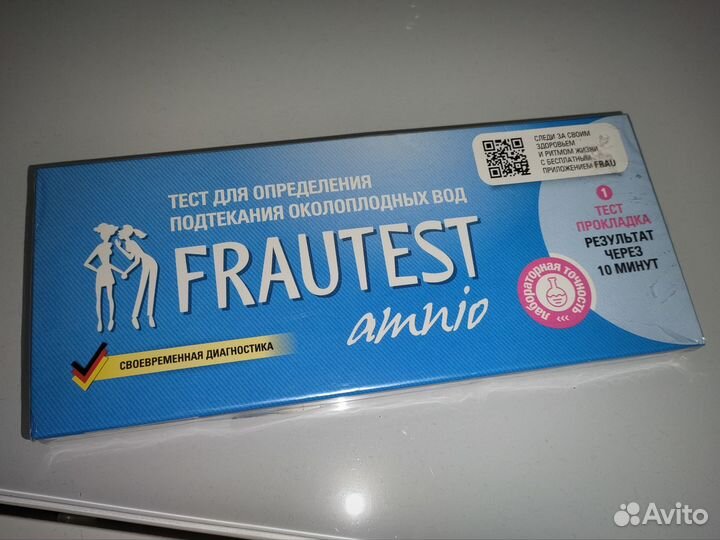 СЛЕДИ ЗА СВОИМ
ЗДОРОВЬЕМ
И РИТМОМ ЖИЗНИ
С БЕСПЛАТНЫМ
ПРИЛОЖЕНИЕМ FRAU
ТЕСТ ДЛЯ ОПРЕДЕЛЕНИЯ
ПОДТЕКАНИЯ ОКОЛОПЛОДНЫХ ВОД
FRAUTEST
amnio
1
ТЕСТ
ПРОКЛАДКА
РЕЗУЛЬТАТ
ЧЕРЕЗ
10 МИНУТ
лабораторная точность
<<<
СВОЕВРЕМЕННАЯ ДИАГНОСТИКА
Avito